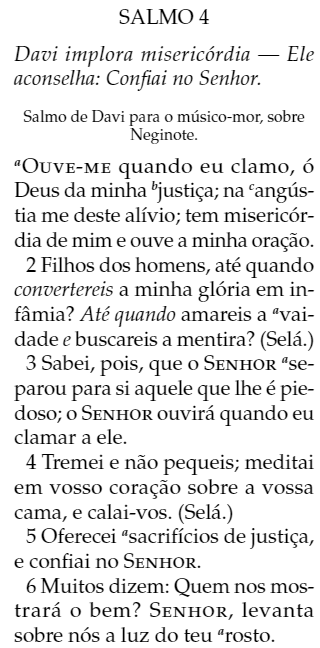 SALMO 4
Davi implora misericórdia — Ele
aconselha: Confiai no Senhor.
Salmo de Davi para o músico-mor, sobre
Neginote.
ᵃOUVE-ME quando eu clamo, ó
Deus da minha ᵇjustiça; na ᶜangús-
tia me deste alívio; tem misericór-
dia de mim e ouve a minha oração.
2 Filhos dos homens, até quando
convertereis a minha glória em in-
fâmia? Até quando amareis a ᵃvai-
dade e buscareis a mentira? (Selá.)
3 Sabei, pois, que o SENHOR ᵃse-
parou para si aquele que lhe é pie-
doso; o SENHOR ouvirá quando eu
clamar a ele.
4 Tremei e não pequeis; meditai
em vosso coração sobre a vossa
cama, e calai-vos. (Selá.)
5 Oferecei ᵃsacrifícios de justiça,
e confiai no SENHOR.
6 Muitos dizem: Quem nos mos-
trará o bem? SENHOR, levanta
sobre nós a luz do teu ᵃrosto.